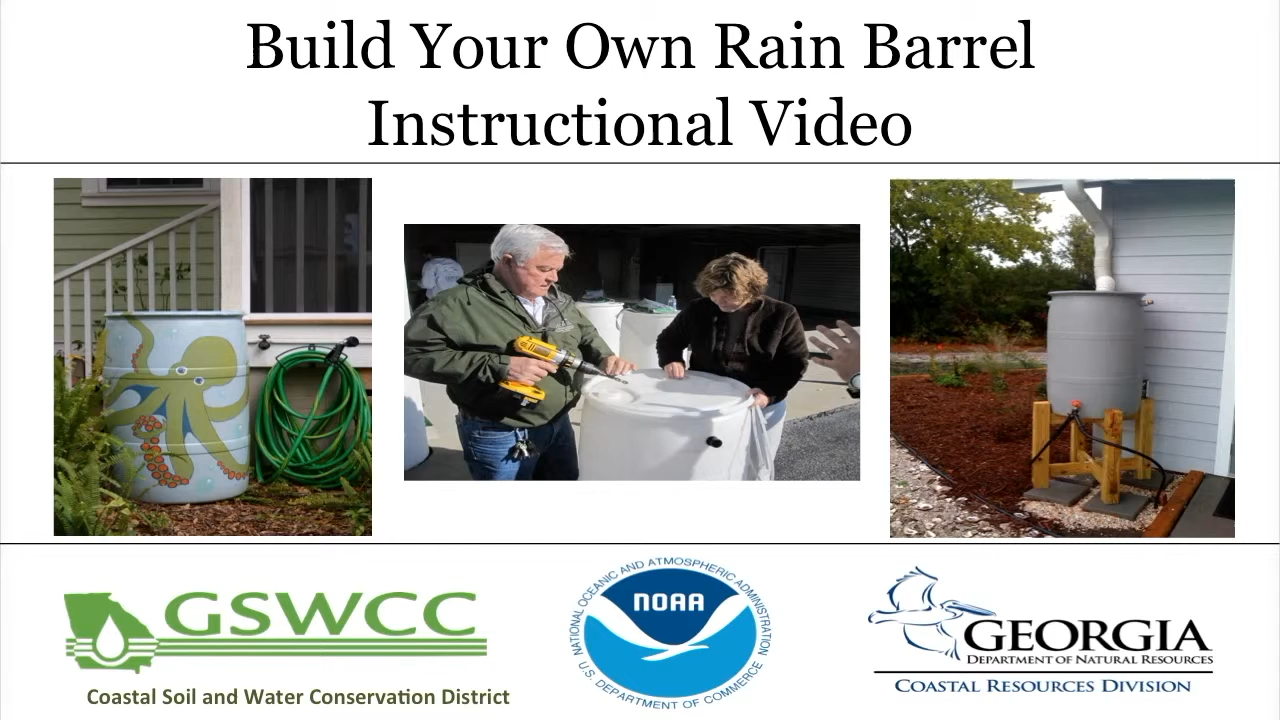 Build Your Own Rain Barrel
Instructional Video
GSWCC
Coastal Soil and Water Conservation District
NATIONAL OCEANIC AND ATMOSPHERIC ADMINISTRATION
NOAA
U.S. DEPARTMENT OF COMMERCE
GEORGIA
DEPARTMENT OF NATURAL RESOURCES
COASTAL RESOURCES DIVISION